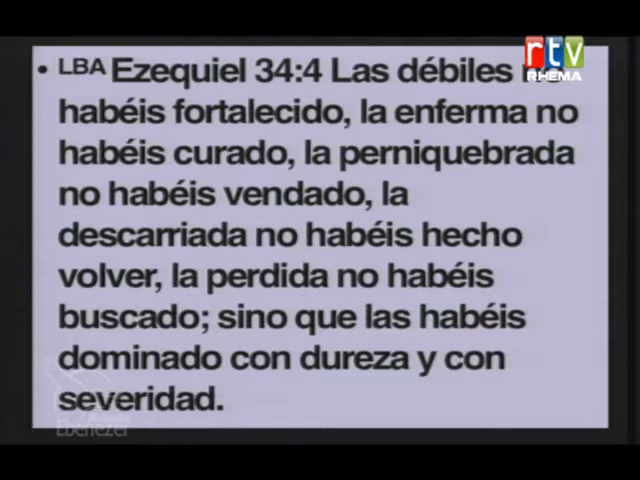 rtv
RHEMA
• LBA Ezequiel 34:4 Las débiles no
habéis fortalecido, la enferma no
habéis curado, la perniquebrada
no habéis vendado, la
descarriada no habéis hecho
volver, la perdida no habéis
buscado; sino que las habéis
dominado con dureza y con
severidad.
Ebenezer